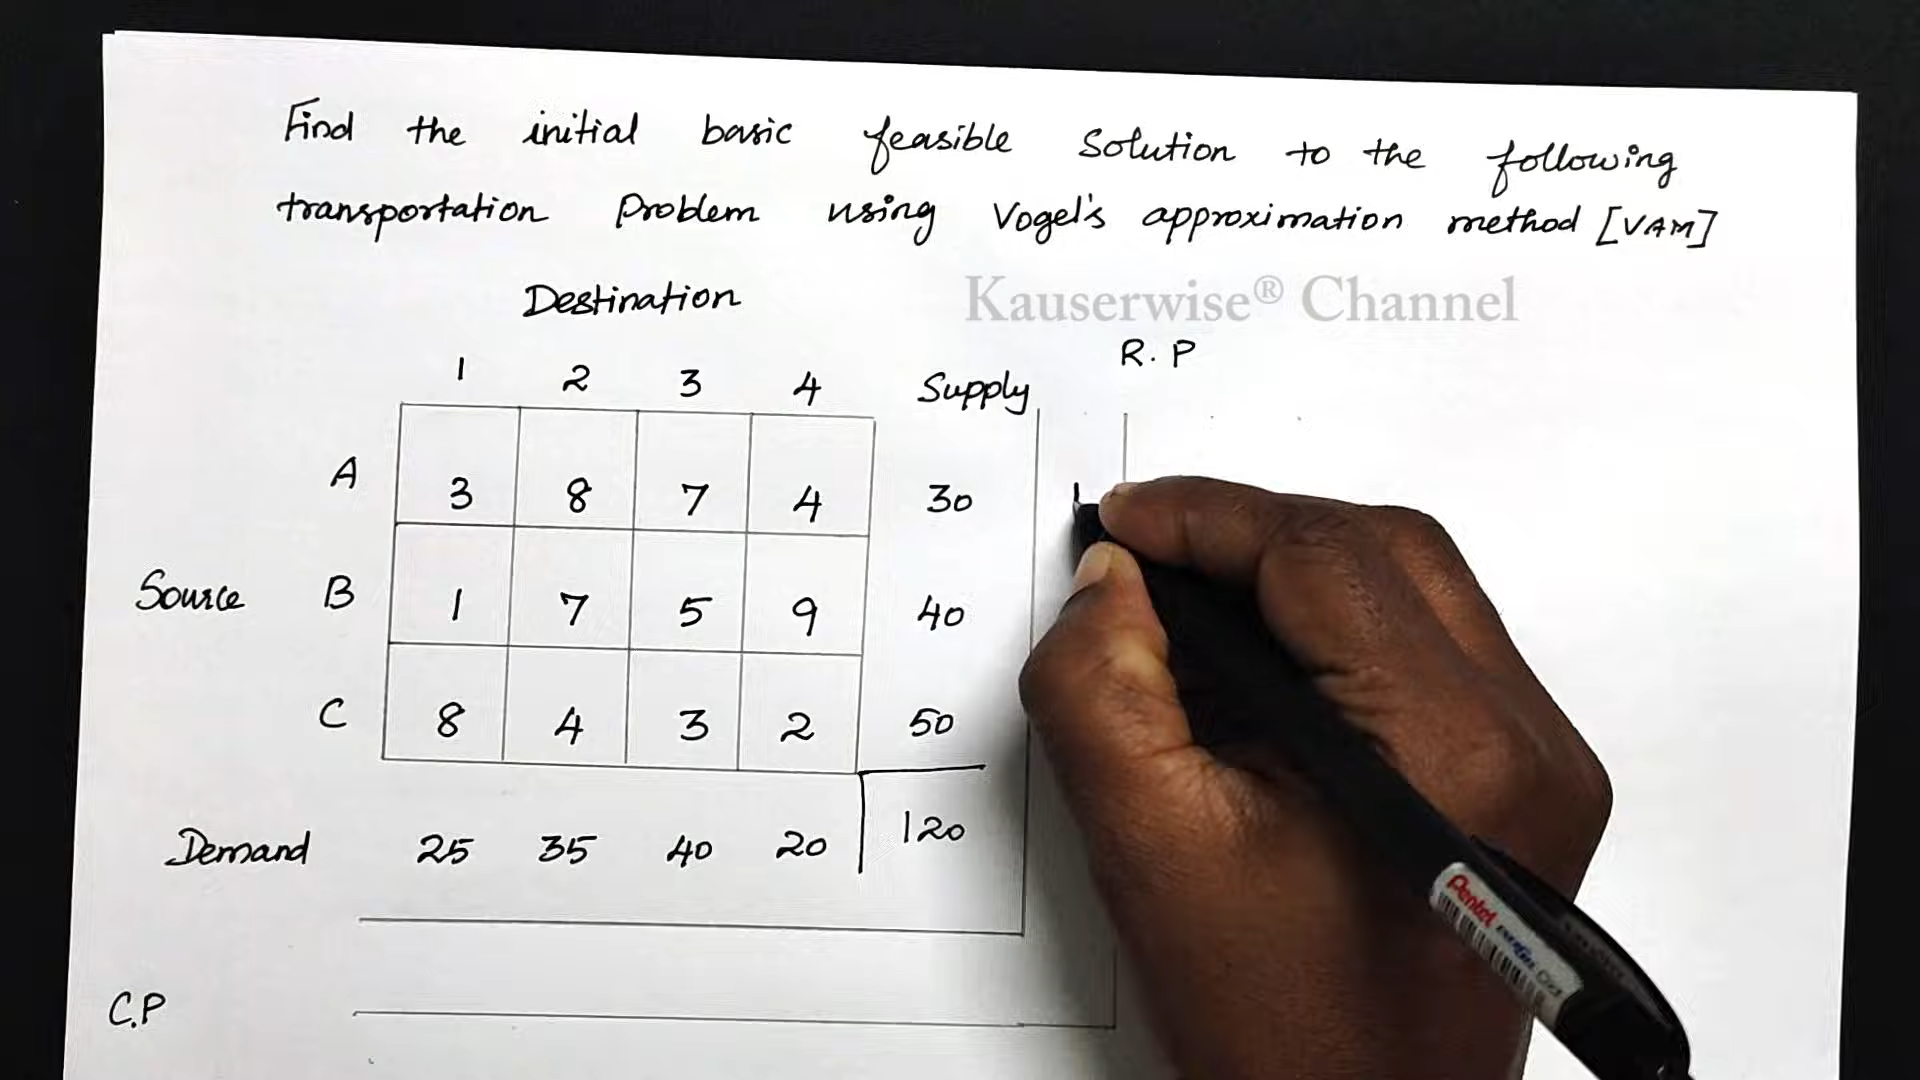 Find the initial basic feasible Solution to the following
transportation Problem using Vogel's approximation method [VAM]
Destination
Kauserwise® Channel
R. P
1 2 3 4 Supply
A 3 8 7 4 30
1
Source B 1 7 5 9 40
C 8 4 3 2 50
Demand 25 35 40 20 120
C.P
Pentel